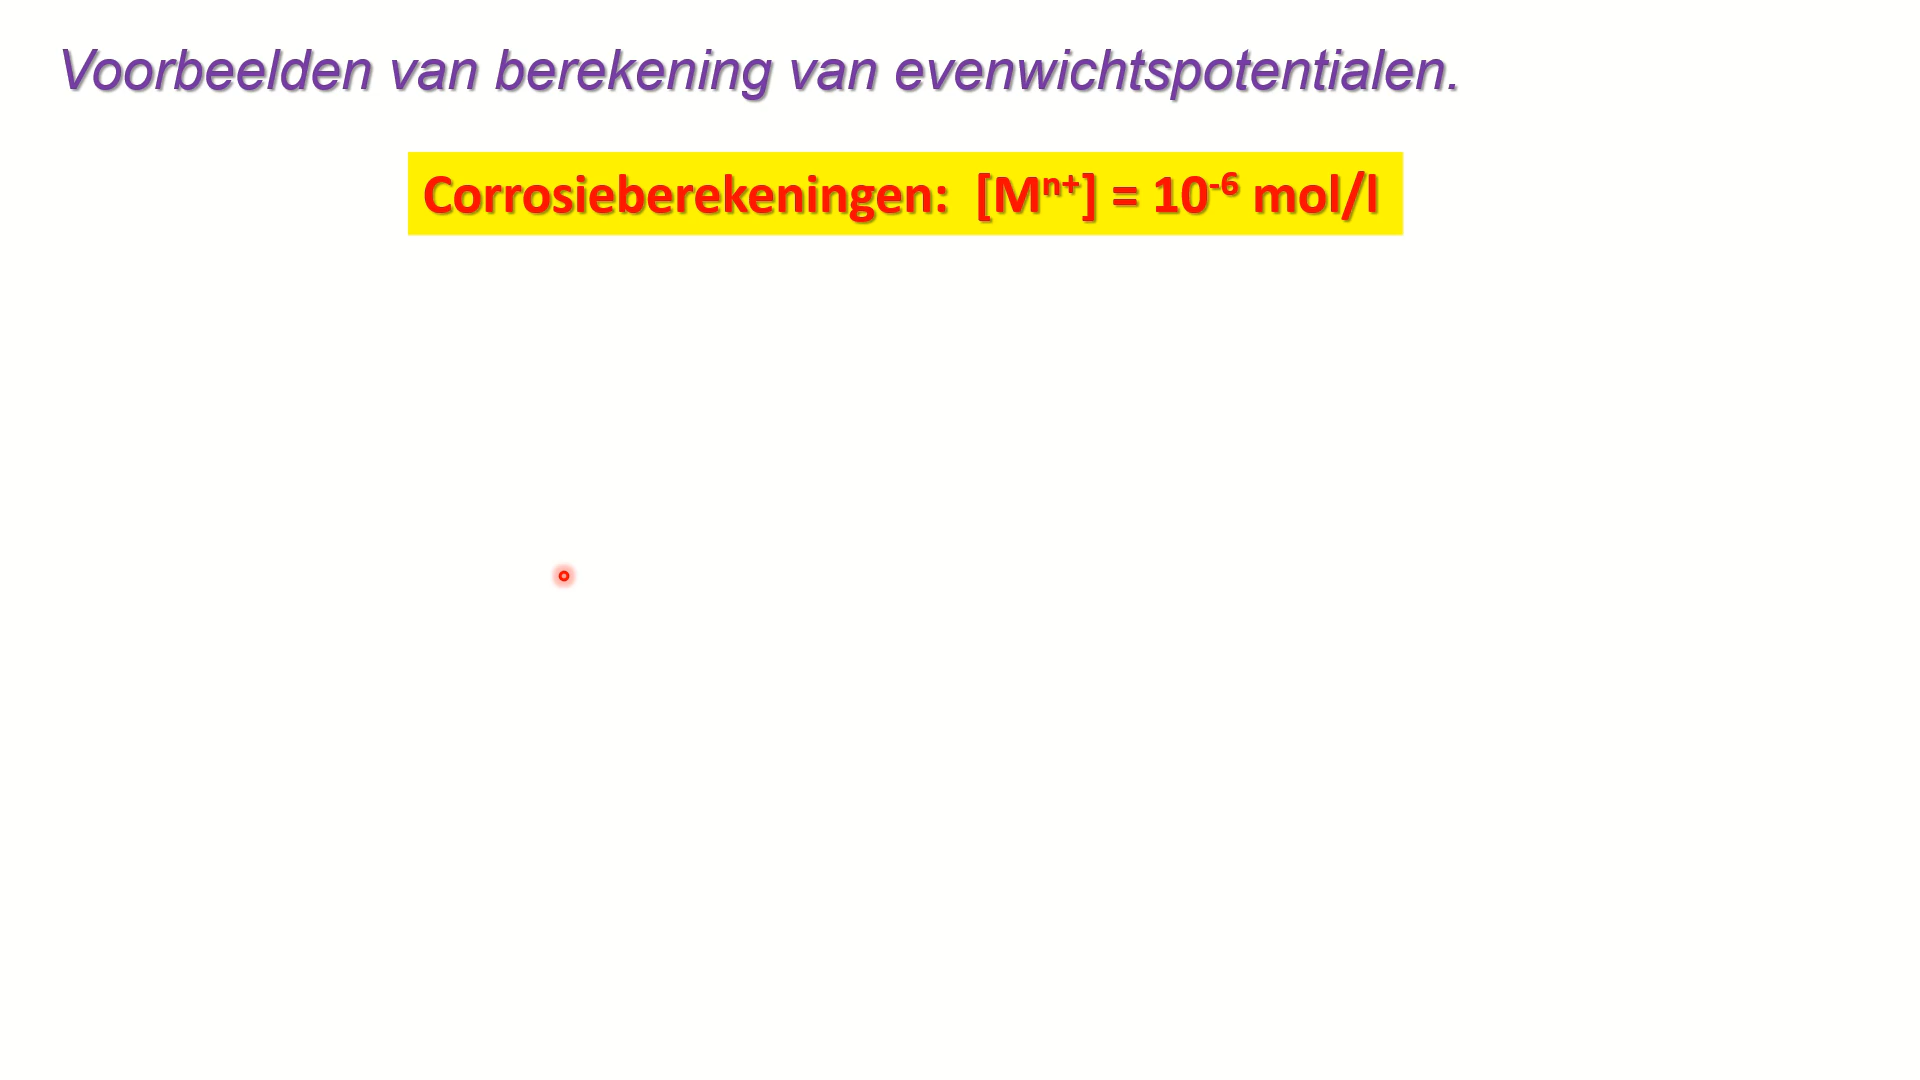 Voorbeelden van berekening van evenwichtspotentialen.
Corrosieberekeningen: [Mⁿ⁺] = 10⁻⁶ mol/l